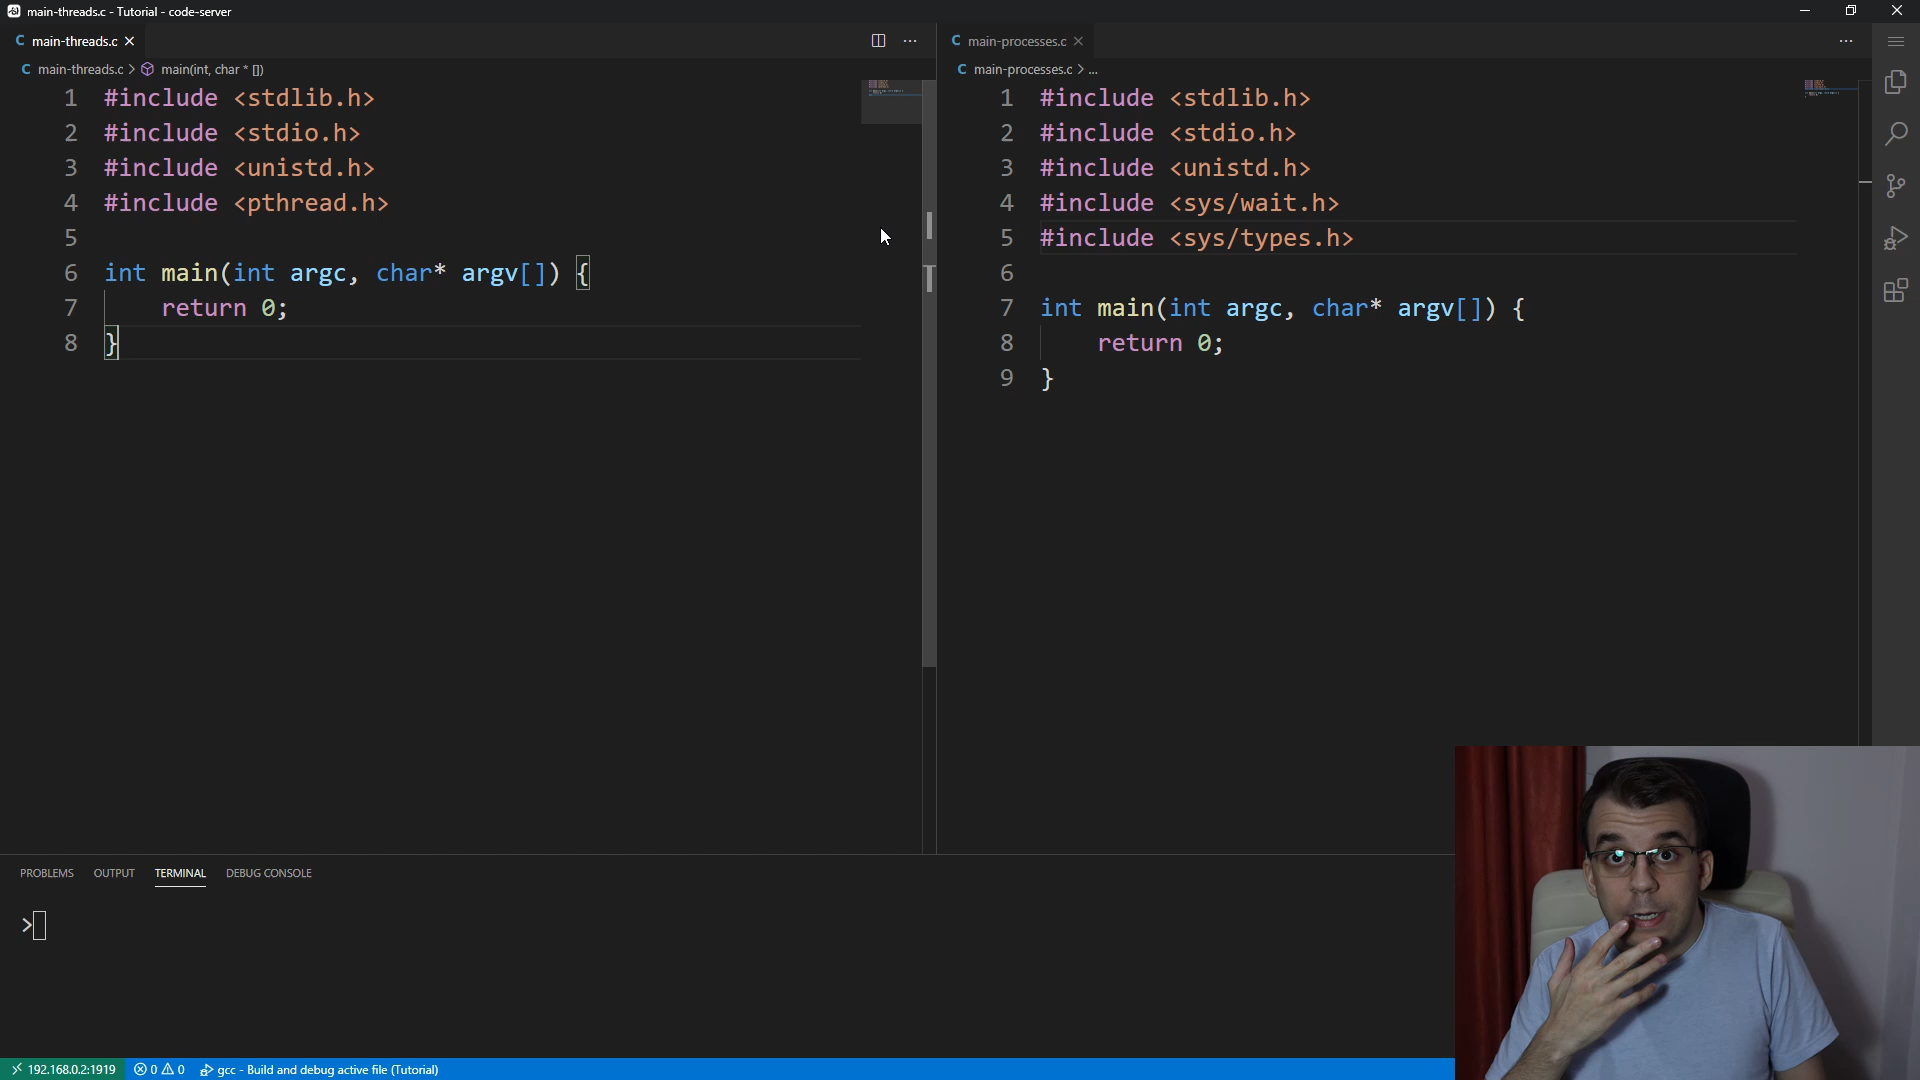 main-threads.c - Tutorial - code-server
C main-threads.c
C main-processes.c
C main-threads.c > main(int, char * [])
C main-processes.c > ...
1 #include <stdlib.h>
2 #include <stdio.h>
3 #include <unistd.h>
4 #include <pthread.h>
5
6 int main(int argc, char* argv[]) {
7 return 0;
8 }
1 #include <stdlib.h>
2 #include <stdio.h>
3 #include <unistd.h>
4 #include <sys/wait.h>
5 #include <sys/types.h>
6
7 int main(int argc, char* argv[]) {
8 return 0;
9 }
PROBLEMS OUTPUT TERMINAL DEBUG CONSOLE
>
192.168.0.2:1919 0 0 gcc - Build and debug active file (Tutorial)